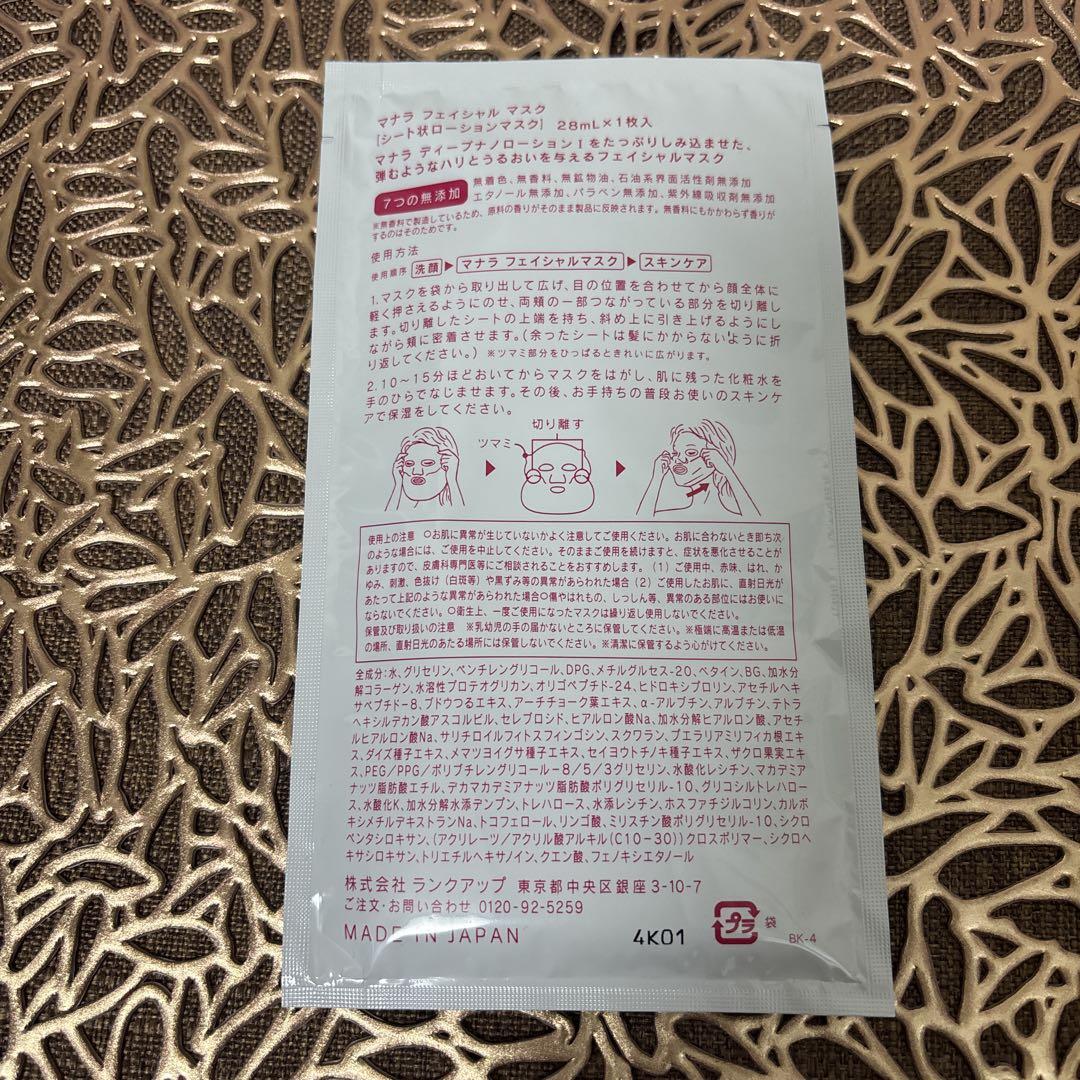 マナラ フェイシャル マスク
[シート状ローションマスク] 28mL×1枚入
マナラ ディープナノローションⅠをたっぷりしみ込ませた、
弾むようなハリとうるおいを与えるフェイシャルマスク
7つの無添加
無着色、無香料、無鉱物油、石油系界面活性剤無添加
エタノール無添加、パラベン無添加、紫外線吸収剤無添加
※無香料で製造しているため、原料の香りがそのまま製品に反映されます。無香料にもかかわらず香りが
するのはそのためです。
使用方法
使用順序 洗顔▶マナラ フェイシャルマスク▶スキンケア
1.マスクを袋から取り出して広げ、目の位置を合わせてから顔全体に
軽く押さえるようにのせ、両頬の一部つながっている部分を切り離し
ます。切り離したシートの上端を持ち、斜め上に引き上げるようにし
ながら頬に密着させます。(余ったシートは髪にかからないように折
り返してください。) ※ツマミ部分をひっぱるときれいに広がります。
2.10～15分ほどおいてからマスクをはがし、肌に残った化粧水を
手のひらでなじませます。その後、お手持ちの普段お使いのスキンケ
アで保湿をしてください。
切り離す
ツマミ
使用上の注意 ○お肌に異常が生じていないかよく注意してご使用ください。お肌に合わないとき即ち次
のような場合には、ご使用を中止してください。そのままご使用を続けますと、症状を悪化させることが
ありますので、皮膚科専門医等にご相談されることをおすすめします。(1)ご使用中、赤味、はれ、か
ゆみ、刺激、色抜け(白斑等)や黒ずみ等の異常があらわれた場合(2)ご使用したお肌に、直射日光が
あたって上記のような異常があらわれた場合○傷やはれもの、しっしん等、異常のある部位にはお使いに
ならないでください。○衛生上、一度ご使用になったマスクは繰り返し使用しないでください。
保管及び取り扱いの注意 ※乳幼児の手の届かないところに保管してください。※極端に高温または低温
の場所、直射日光のあたる場所には保管しないでください。※清潔に保管するよう心がけてください。
全成分：水、グリセリン、ペンチレングリコール、DPG、メチルグルセス-20、ベタイン、BG、加水分
解コラーゲン、水溶性プロテオグリカン、オリゴペプチド-24、ヒドロキシプロリン、アセチルヘキ
サペプチド-8、ブドウつるエキス、アーチチョーク葉エキス、α-アルブチン、アルブチン、テトラ
ヘキシルデカン酸アスコルビル、セレブロシド、ヒアルロン酸Na、加水分解ヒアルロン酸、アセチ
ルヒアルロン酸Na、サリチロイルフィトスフィンゴシン、スクワラン、プエラリアミリフィカ根エキ
ス、ダイズ種子エキス、メマツヨイグサ種子エキス、セイヨウトチノキ種子エキス、ザクロ果実エキ
ス、PEG/PPG/ポリブチレングリコール-8/5/3グリセリン、水酸化レシチン、マカデミア
ナッツ脂肪酸エチル、デカマカデミアナッツ脂肪酸ポリグリセリル-10、グリコシルトレハロー
ス、水酸化K、加水分解水添デンプン、トレハロース、水添レシチン、ホスファチジルコリン、カルボ
キシメチルデキストランNa、トコフェロール、リンゴ酸、ミリスチン酸ポリグリセリル-10、シクロ
ペンタシロキサン、(アクリレーツ/アクリル酸アルキル(C10-30))クロスポリマー、シクロヘ
キサシロキサン、トリエチルヘキサノイン、クエン酸、フェノキシエタノール
株式会社 ランクアップ 東京都中央区銀座3-10-7
ご注文・お問い合わせ 0120-92-5259
MADE IN JAPAN 4K01 プラ 袋 BK-4